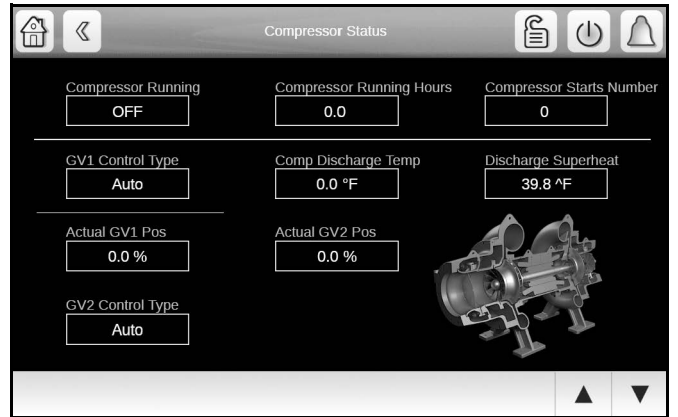 Compressor Status
Compressor Running Compressor Running Hours Compressor Starts Number
OFF 0.0 0
GV1 Control Type Comp Discharge Temp Discharge Superheat
Auto 0.0 °F 39.8 ^F
Actual GV1 Pos Actual GV2 Pos
0.0 % 0.0 %
GV2 Control Type
Auto